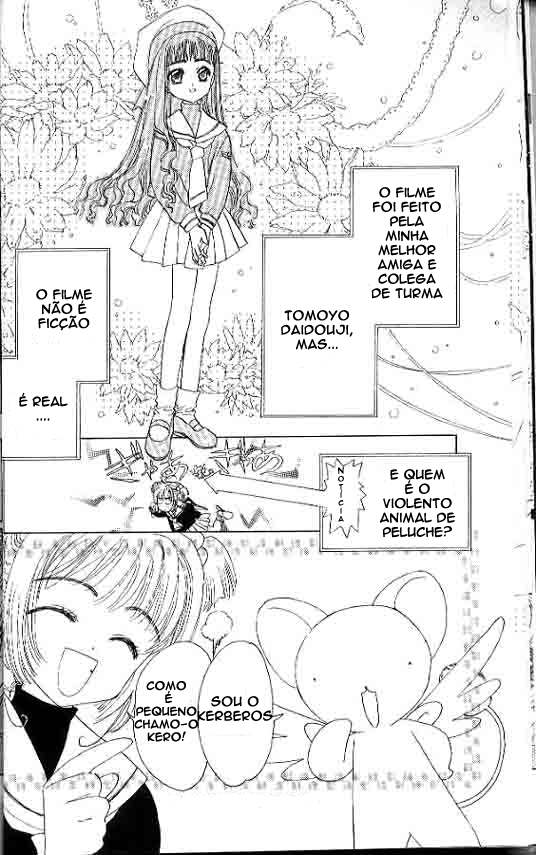 O FILME
FOI FEITO
PELA
MINHA
MELHOR
AMIGA E
COLEGA
DE TURMA
TOMOYO
DAIDOUJI,
MAS...
O FILME
NÃO É
FICÇÃO
É REAL
....
NOTÍCIA
E QUEM
É O
VIOLENTO
ANIMAL DE
PELUCHE?
SOU O
KERBEROS
COMO
É
PEQUENO
CHAMO-O
KERO!